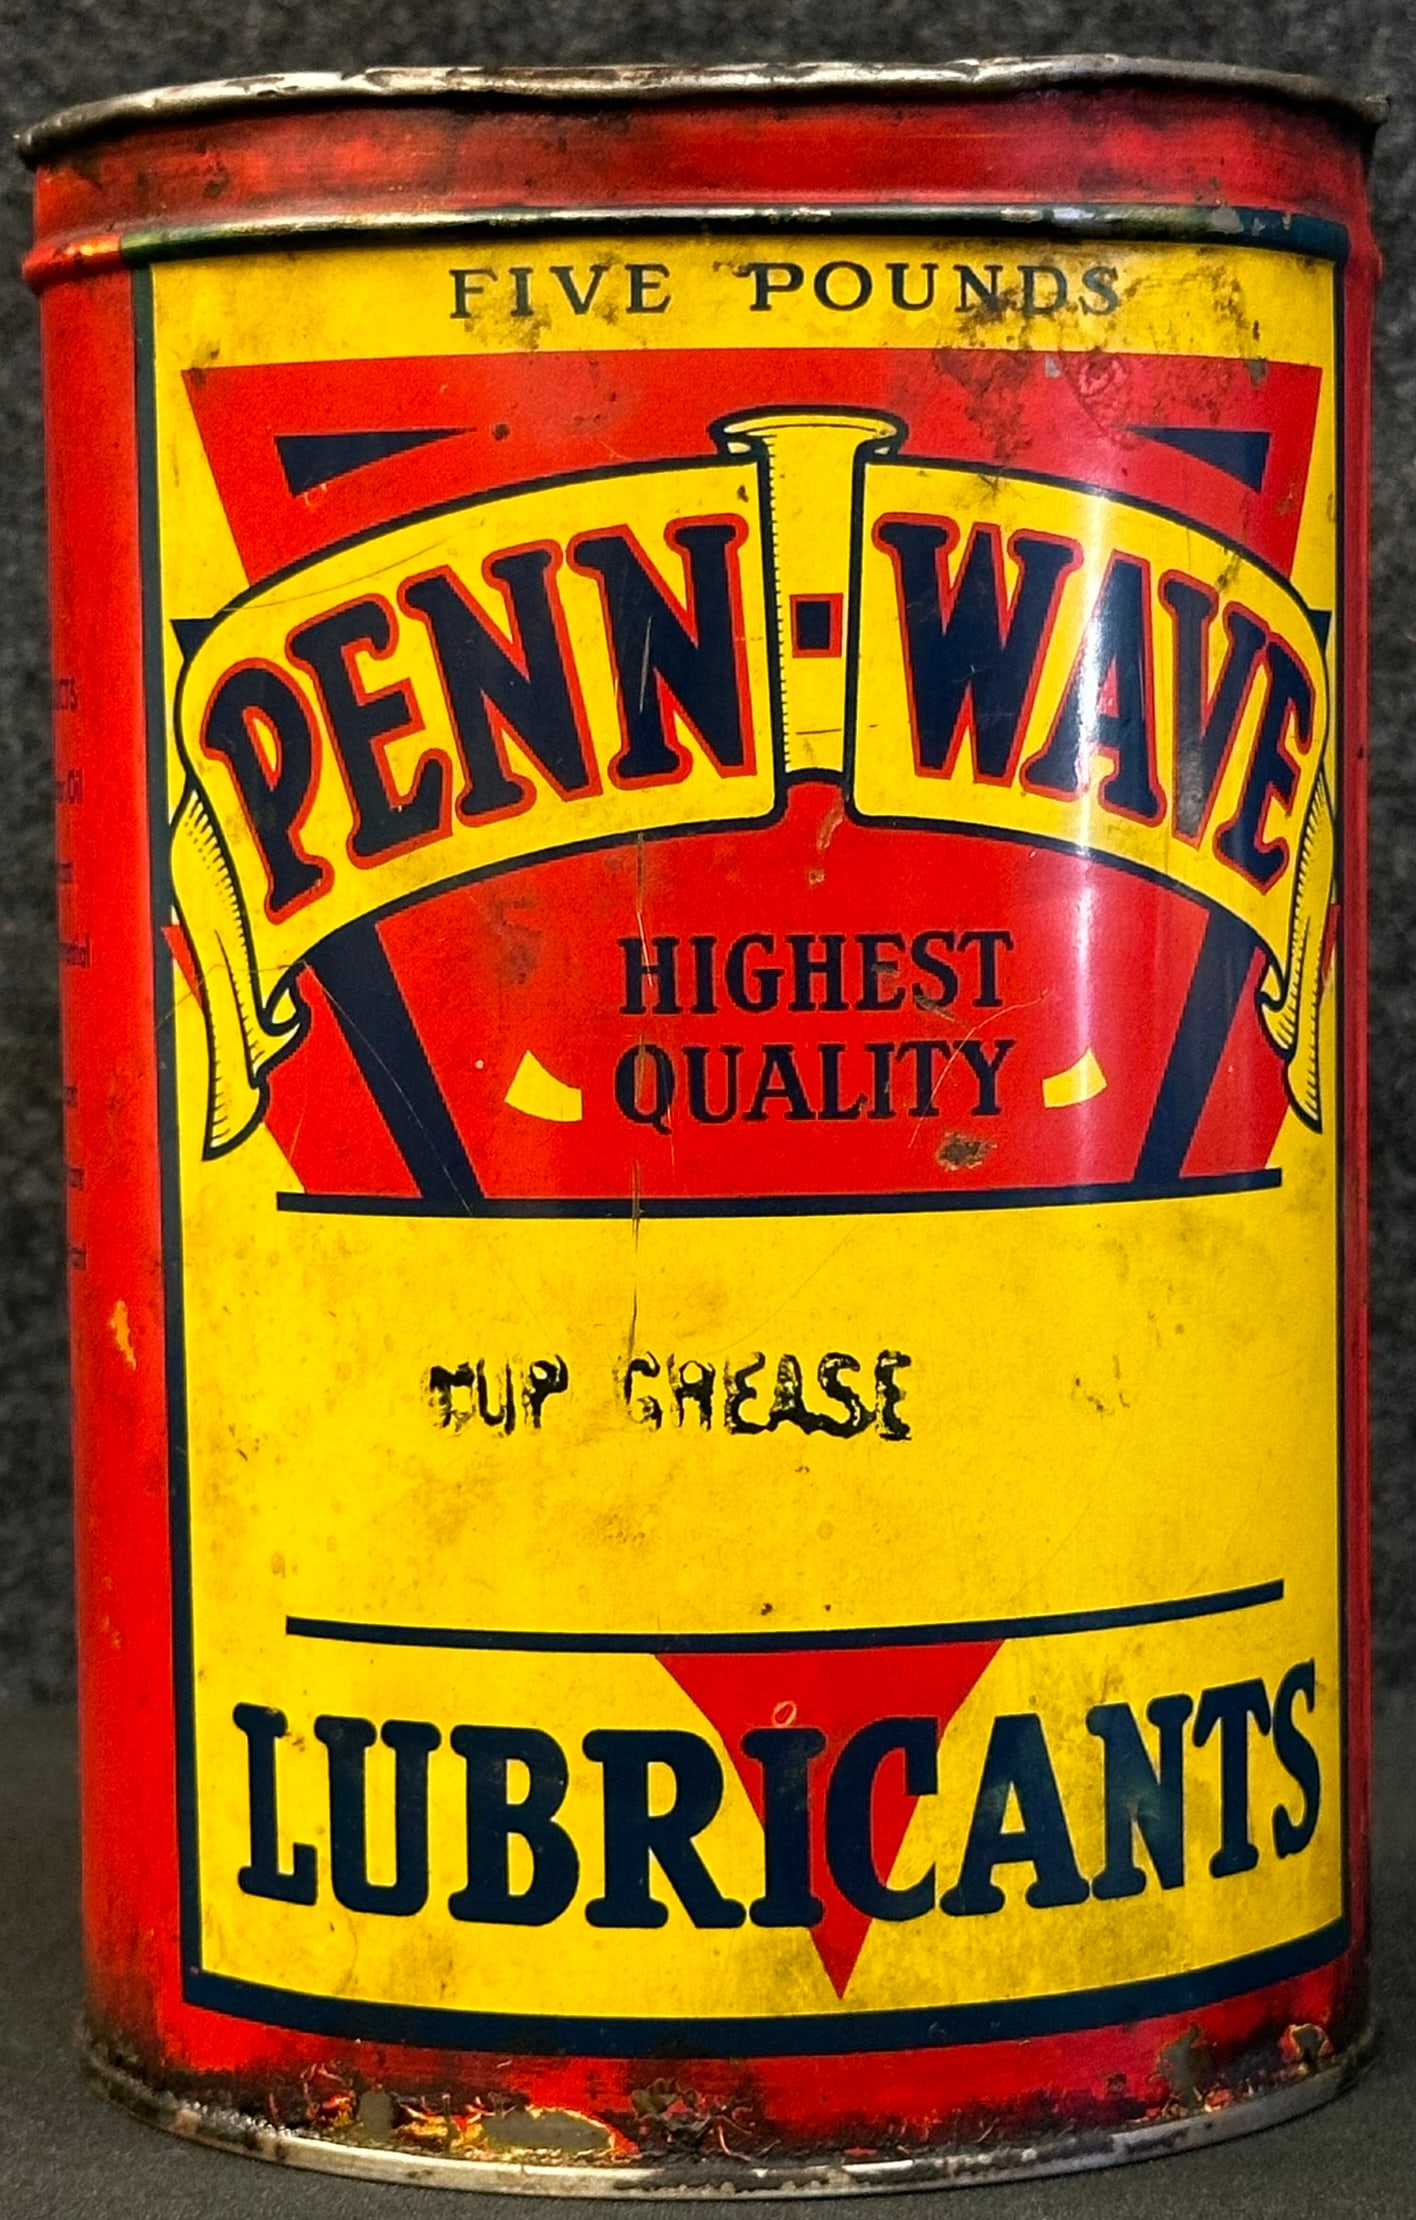 FIVE POUNDS
PENN-WAVE
HIGHEST
QUALITY
CUP GREASE
LUBRICANTS